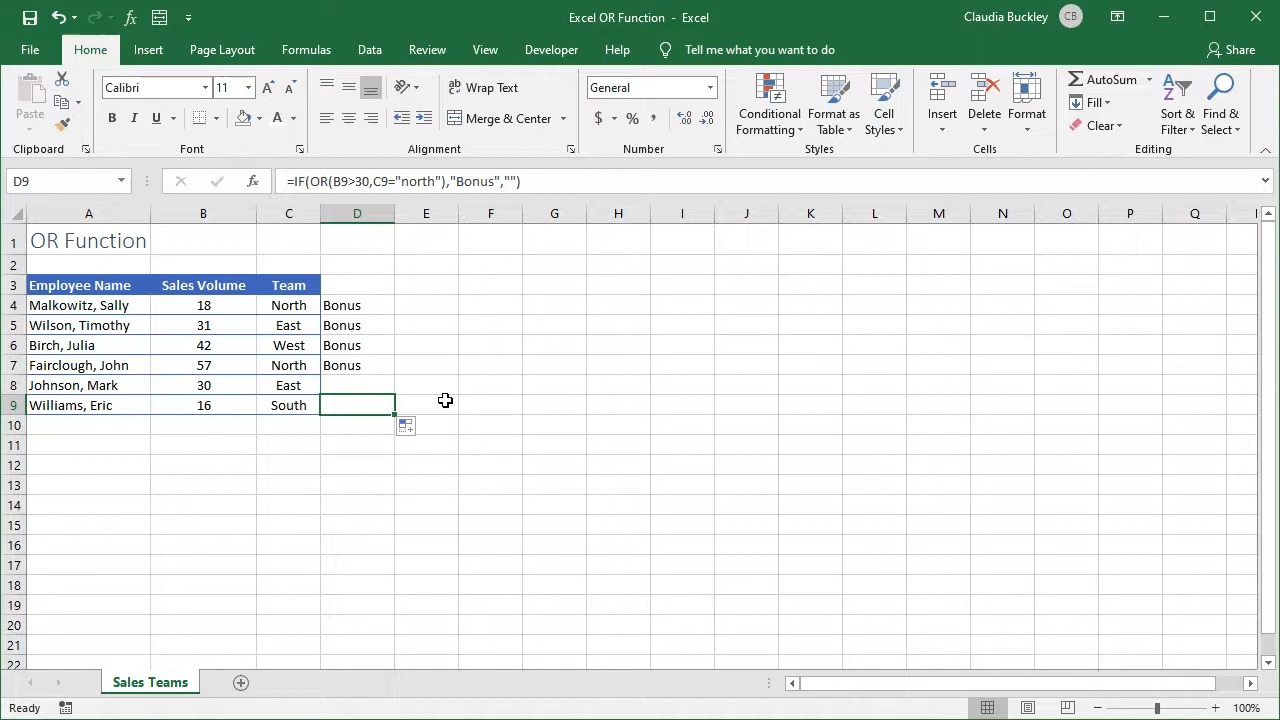 Excel OR Function - Excel
Claudia Buckley CB
File Home Insert Page Layout Formulas Data Review View Developer Help Tell me what you want to do Share
Paste
Calibri 11
B I U A
Wrap Text
Merge & Center
General
$ % ,
Conditional Formatting
Format as Table
Cell Styles
Insert Delete Format
AutoSum
Fill
Clear
Sort & Filter
Find & Select
Clipboard Font Alignment Number Styles Cells Editing
D9 fx =IF(OR(B9>30,C9="north"),"Bonus","")
A B C D E F G H I J K L M N O P Q
1 OR Function
2
3 Employee Name Sales Volume Team
4 Malkowitz, Sally 18 North Bonus
5 Wilson, Timothy 31 East Bonus
6 Birch, Julia 42 West Bonus
7 Fairclough, John 57 North Bonus
8 Johnson, Mark 30 East
9 Williams, Eric 16 South
10
11
12
13
14
15
16
17
18
19
20
21
22
Sales Teams
Ready 100%